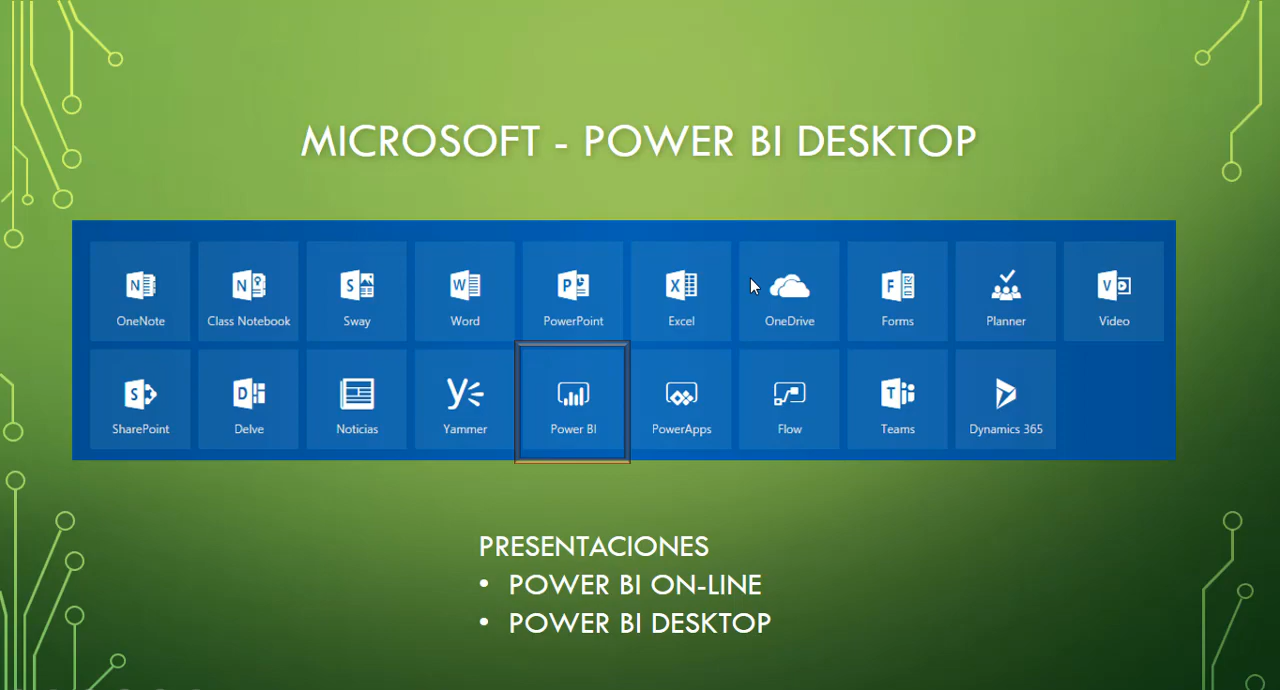 MICROSOFT - POWER BI DESKTOP
OneNote Class Notebook Sway Word PowerPoint Excel OneDrive Forms Planner Video
SharePoint Delve Noticias Yammer Power BI PowerApps Flow Teams Dynamics 365
PRESENTACIONES
• POWER BI ON-LINE
• POWER BI DESKTOP